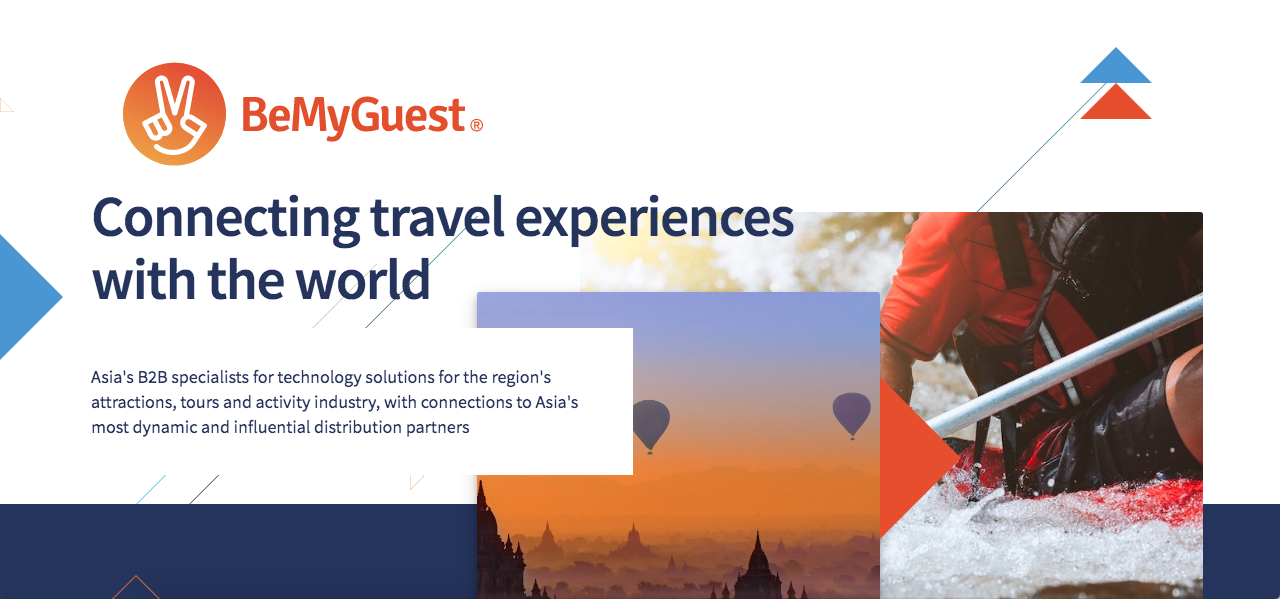 BeMyGuest ®
Connecting travel experiences
with the world
Asia's B2B specialists for technology solutions for the region's
attractions, tours and activity industry, with connections to Asia's
most dynamic and influential distribution partners